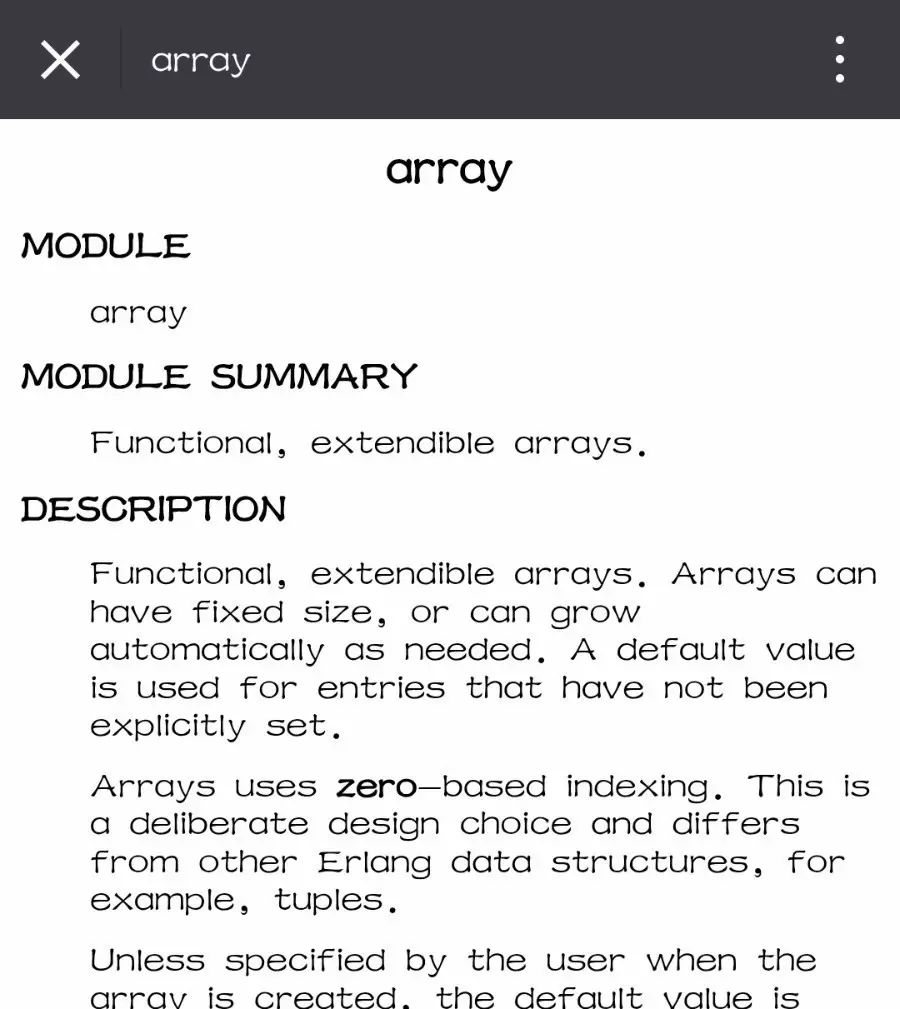 array
array
MODULE
array
MODULE SUMMARY
Functional, extendible arrays.
DESCRIPTION
Functional, extendible arrays. Arrays can
have fixed size, or can grow
automatically as needed. A default value
is used for entries that have not been
explicitly set.
Arrays uses zero-based indexing. This is
a deliberate design choice and differs
from other Erlang data structures, for
example, tuples.
Unless specified by the user when the
array is created, the default value is